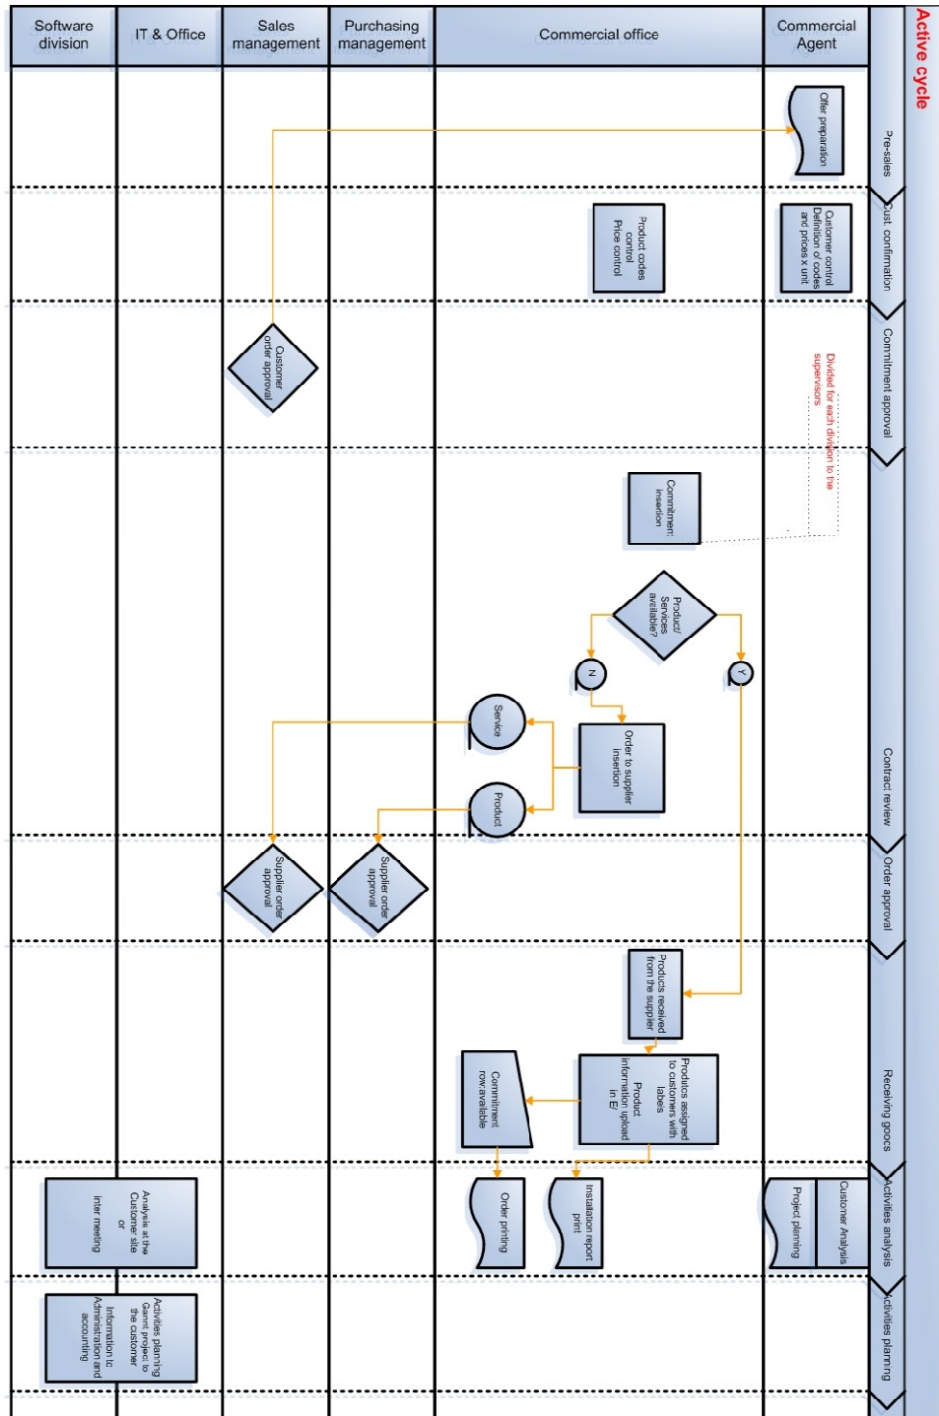 Active cycle
Software
division
IT & Office
Sales
management
Purchasing
management
Commercial office
Commercial
Agent
Pre-sales
Cust. confirmation
Commitment approval
Contract review
Order approval
Receiving goocs
Activities analysis
Activities planning
Offer preparation
Customer control
Definition of codes
and prices x unit
Product codes
control
Price control
Customer
order approval
Divided for each division to the
supervisors
Commitmen:
insertion
Product/
Services
available?
Y
N
Order to supplier
insertion
Service
Product
Supplier order
approval
Supplier order
approval
Products received
from the supplier
Produtcs assigned
to customers with
labels
Product
information upload
in E/
Commitment
row:available
Order printing
Installation report
print
Customer Analysis
Project planning
Analysis at the
Customer site
or
inter meeting
Activities planning
Gannt project to
the customer
Information to
Administration and
accounting